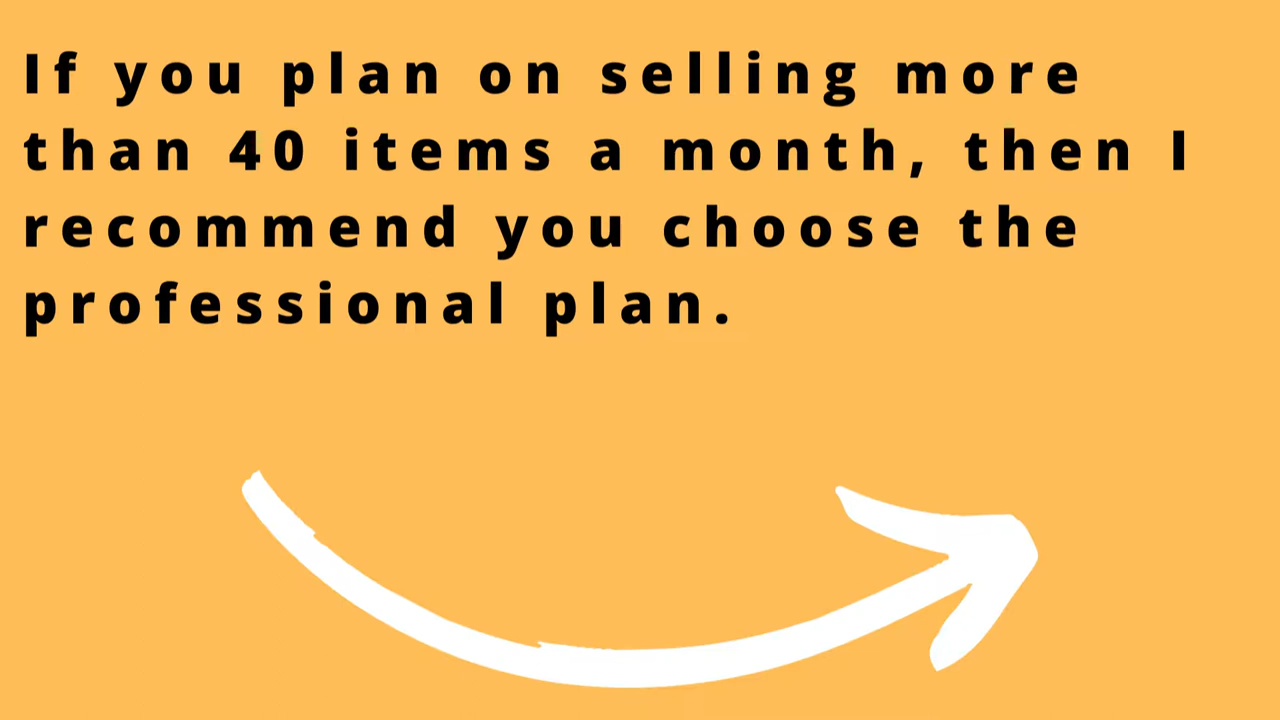 If you plan on selling more
than 40 items a month, then I
recommend you choose the
professional plan.